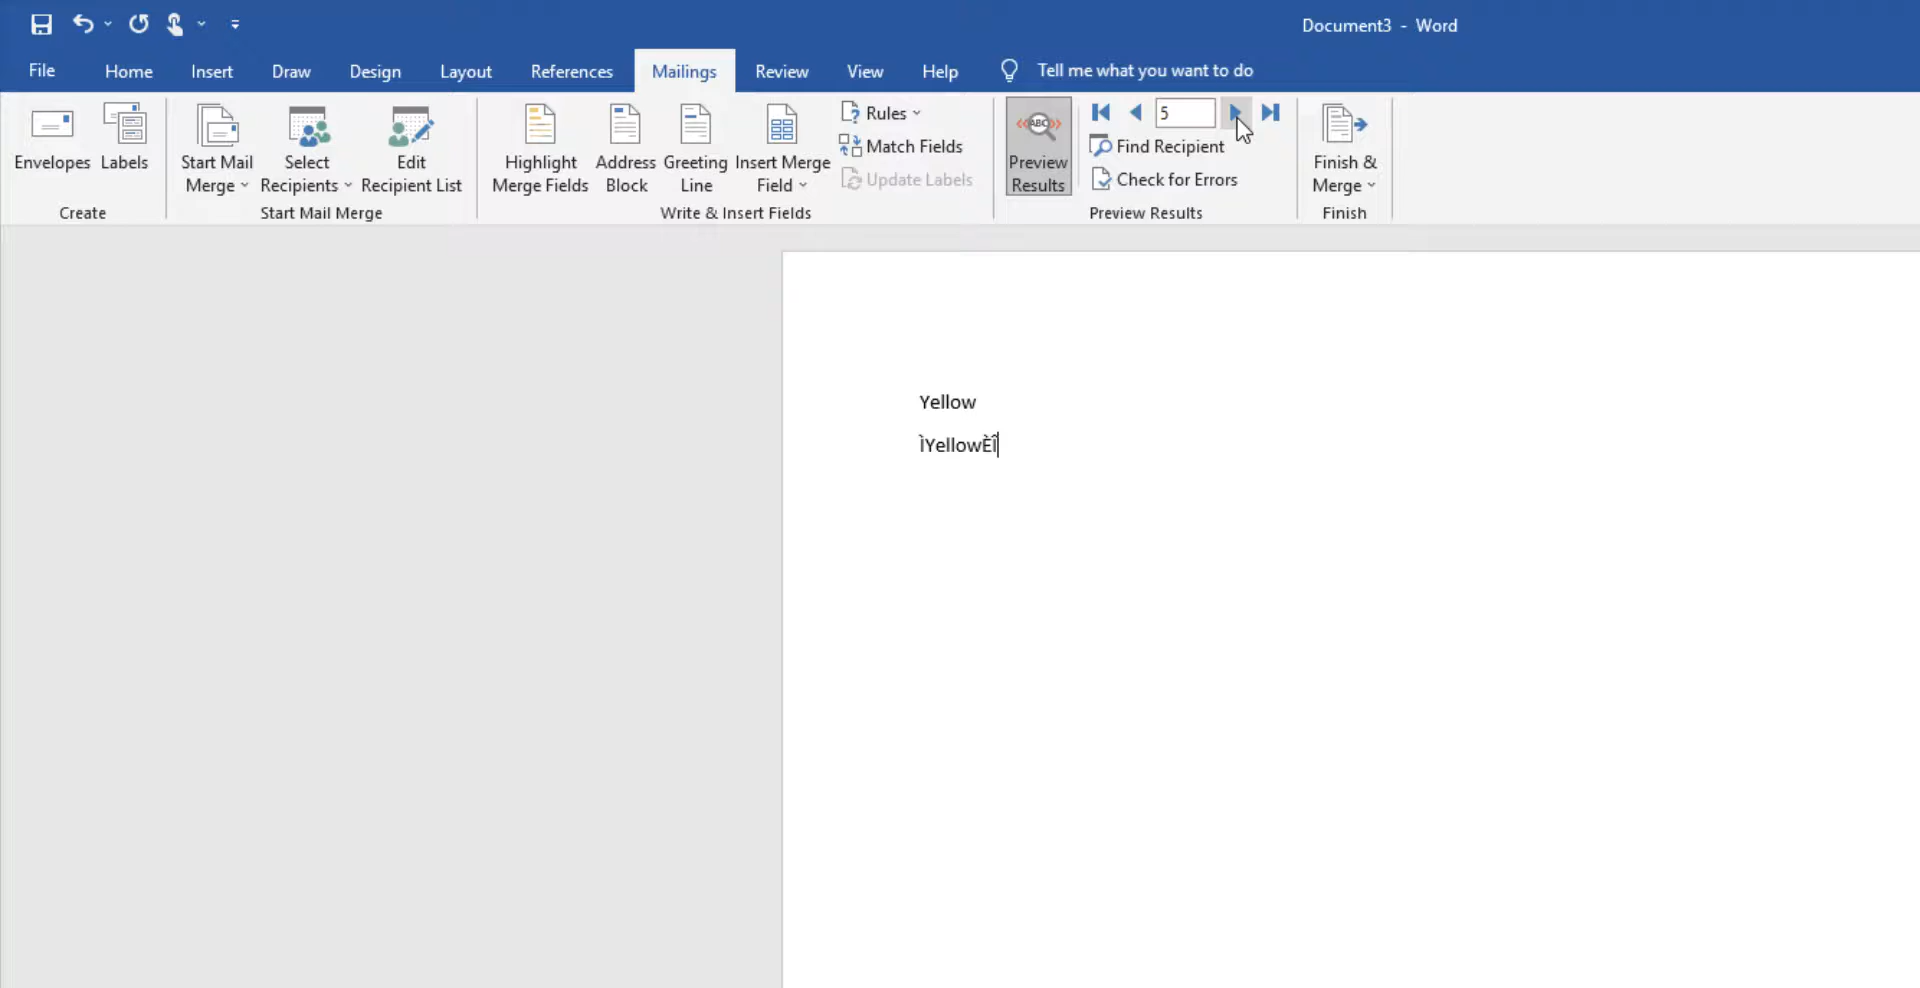 Document3 - Word
File Home Insert Draw Design Layout References Mailings Review View Help Tell me what you want to do
Envelopes
Labels
Create
Start Mail
Merge
Select
Recipients
Edit
Recipient List
Start Mail Merge
Highlight
Merge Fields
Address
Block
Greeting
Line
Insert Merge
Field
Rules
Match Fields
Update Labels
Write & Insert Fields
«ABC»
Preview
Results
5
Find Recipient
Check for Errors
Preview Results
Finish &
Merge
Finish
Yellow
ÌYellowÈÎ